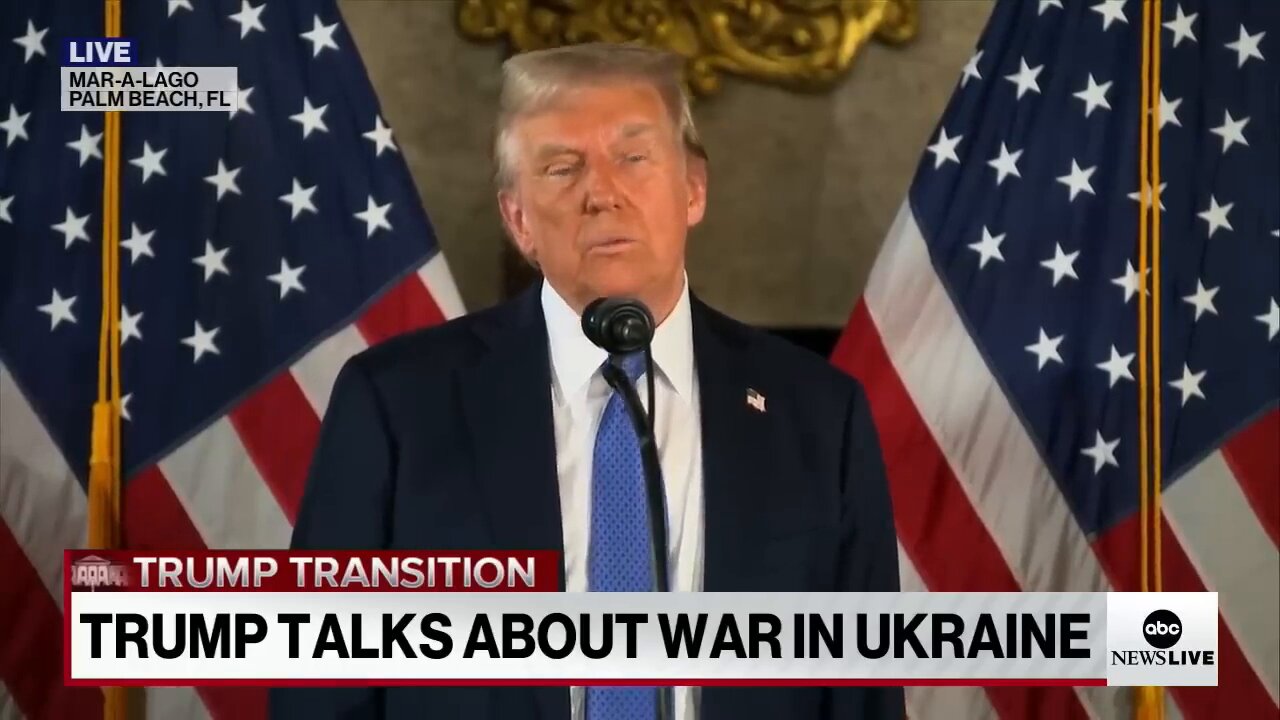 LIVE
MAR-A-LAGO
PALM BEACH, FL
TRUMP TRANSITION
TRUMP TALKS ABOUT WAR IN UKRAINE
abc
NEWS LIVE